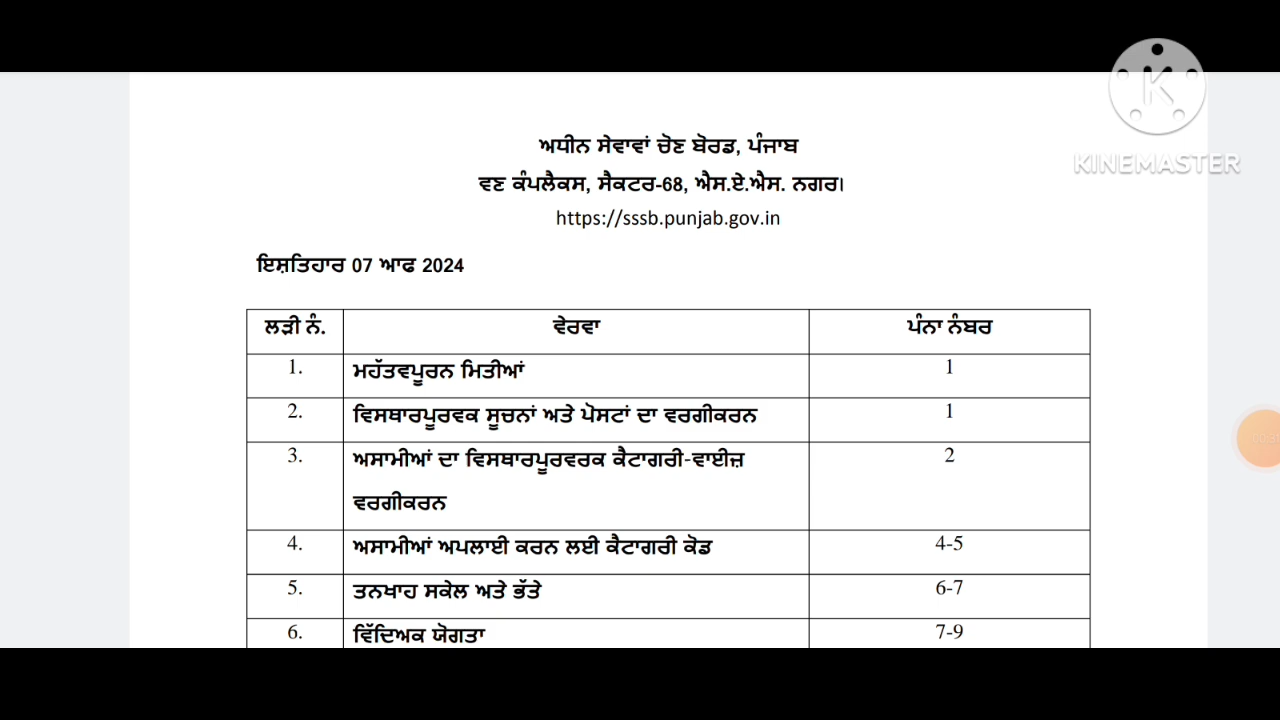 KINEMASTER
ਅਧੀਨ ਸੇਵਾਵਾਂ ਚੋਣ ਬੋਰਡ, ਪੰਜਾਬ
ਵਣ ਕੰਪਲੈਕਸ, ਸੈਕਟਰ-68, ਐਸ.ਏ.ਐਸ. ਨਗਰ।
https://sssb.punjab.gov.in
ਇਸ਼ਤਿਹਾਰ 07 ਆਫ 2024
ਲੜੀ ਨੰ. ਵੇਰਵਾ ਪੰਨਾ ਨੰਬਰ
1. ਮਹੱਤਵਪੂਰਨ ਮਿਤੀਆਂ 1
2. ਵਿਸਥਾਰਪੂਰਵਕ ਸੂਚਨਾਂ ਅਤੇ ਪੋਸਟਾਂ ਦਾ ਵਰਗੀਕਰਨ 1
3. ਅਸਾਮੀਆਂ ਦਾ ਵਿਸਥਾਰਪੂਰਵਰਕ ਕੈਟਾਗਰੀ-ਵਾਈਜ਼ 2
ਵਰਗੀਕਰਨ
4. ਅਸਾਮੀਆਂ ਅਪਲਾਈ ਕਰਨ ਲਈ ਕੈਟਾਗਰੀ ਕੋਡ 4-5
5. ਤਨਖਾਹ ਸਕੇਲ ਅਤੇ ਭੱਤੇ 6-7
6. ਵਿੱਦਿਅਕ ਯੋਗਤਾ 7-9